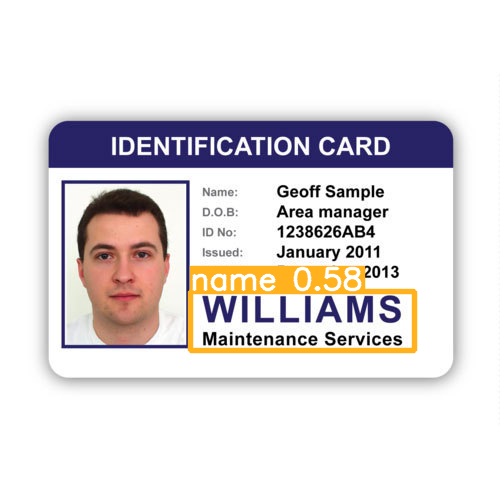 IDENTIFICATION CARD
Name: Geoff Sample
D.O.B: Area manager
ID No: 1238626AB4
Issued: January 2011
2013
name 0.58
WILLIAMS
Maintenance Services